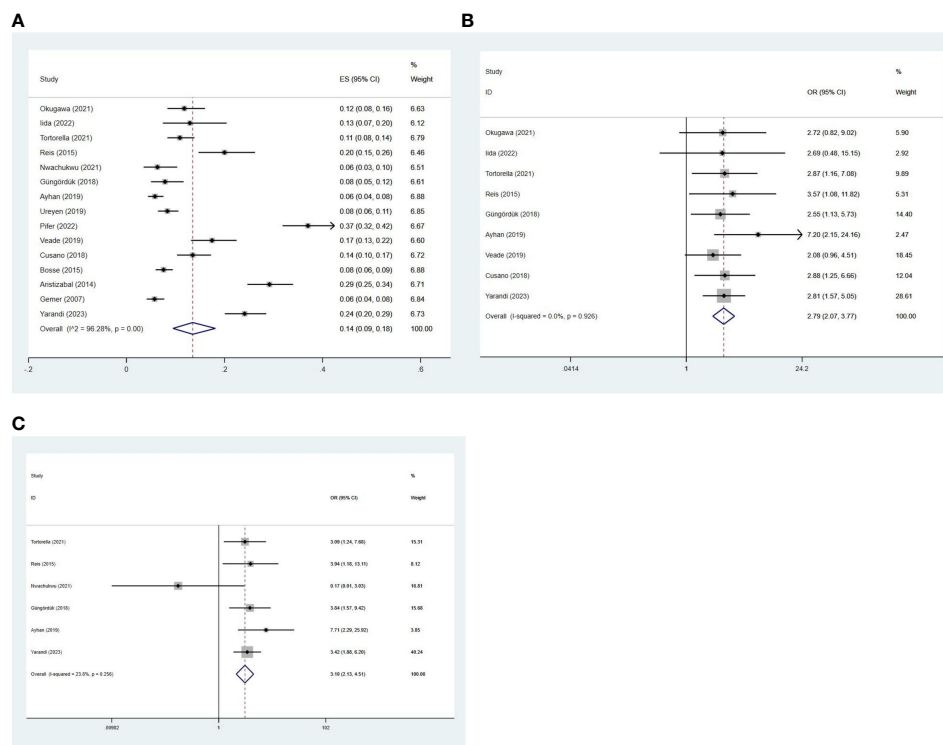 A
%
Study ES (95% CI) Weight
Okugawa (2021) 0.12 (0.08, 0.16) 6.63
Iida (2022) 0.13 (0.07, 0.20) 6.12
Tortorella (2021) 0.11 (0.08, 0.14) 6.79
Reis (2015) 0.20 (0.15, 0.26) 6.46
Nwachukwu (2021) 0.06 (0.03, 0.10) 6.51
Güngördük (2018) 0.08 (0.05, 0.12) 6.61
Ayhan (2019) 0.06 (0.04, 0.08) 6.88
Ureyen (2019) 0.08 (0.06, 0.11) 6.85
Pifer (2022) 0.37 (0.32, 0.42) 6.67
Veade (2019) 0.17 (0.13, 0.22) 6.60
Cusano (2018) 0.14 (0.10, 0.17) 6.72
Bosse (2015) 0.08 (0.06, 0.09) 6.88
Aristizabal (2014) 0.29 (0.25, 0.34) 6.71
Gemer (2007) 0.06 (0.04, 0.08) 6.84
Yarandi (2023) 0.24 (0.20, 0.29) 6.73
Overall (I^2 = 96.28%, p = 0.00) 0.14 (0.09, 0.18) 100.00
-.2 0 .2 .4 .6
B
Study %
ID OR (95% CI) Weight
Okugawa (2021) 2.72 (0.82, 9.02) 5.90
Iida (2022) 2.69 (0.48, 15.15) 2.92
Tortorella (2021) 2.87 (1.16, 7.08) 9.89
Reis (2015) 3.57 (1.08, 11.82) 5.31
Güngördük (2018) 2.55 (1.13, 5.73) 14.40
Ayhan (2019) 7.20 (2.15, 24.16) 2.47
Veade (2019) 2.08 (0.96, 4.51) 18.45
Cusano (2018) 2.88 (1.25, 6.66) 12.04
Yarandi (2023) 2.81 (1.57, 5.05) 28.61
Overall (I-squared = 0.0%, p = 0.926) 2.79 (2.07, 3.77) 100.00
.0414 1 24.2
C
Study %
ID OR (95% CI) Weight
Tortorella (2021) 3.09 (1.24, 7.68) 15.31
Reis (2015) 3.94 (1.18, 13.11) 8.12
Nwachukwu (2021) 0.17 (0.01, 3.03) 16.81
Güngördük (2018) 3.84 (1.57, 9.42) 15.68
Ayhan (2019) 7.71 (2.29, 25.92) 3.85
Yarandi (2023) 3.42 (1.88, 6.20) 40.24
Overall (I-squared = 23.8%, p = 0.256) 3.10 (2.13, 4.51) 100.00
.00982 1 102